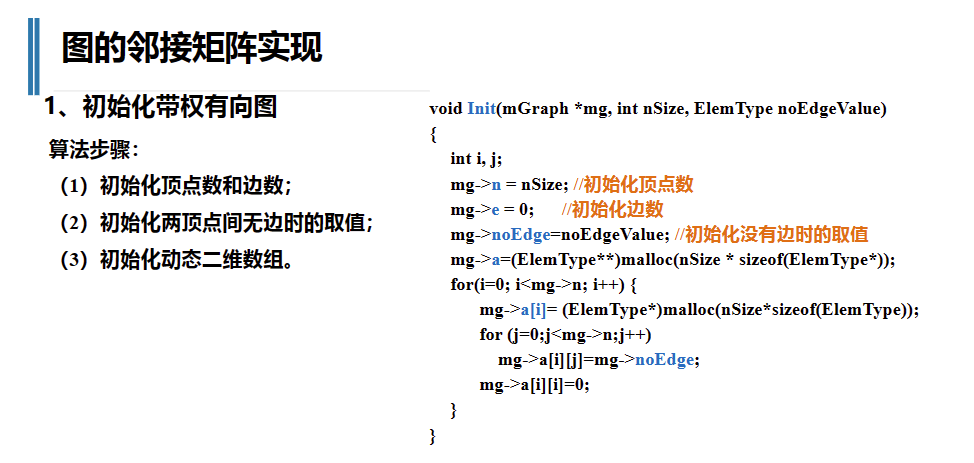 图的邻接矩阵实现
1、初始化带权有向图
算法步骤：
（1）初始化顶点数和边数；
（2）初始化两顶点间无边时的取值；
（3）初始化动态二维数组。
void Init(mGraph *mg, int nSize, ElemType noEdgeValue)
{
int i, j;
mg->n = nSize; //初始化顶点数
mg->e = 0; //初始化边数
mg->noEdge=noEdgeValue; //初始化没有边时的取值
mg->a=(ElemType**)malloc(nSize * sizeof(ElemType*));
for(i=0; i<mg->n; i++) {
mg->a[i]= (ElemType*)malloc(nSize*sizeof(ElemType));
for (j=0;j<mg->n;j++)
mg->a[i][j]=mg->noEdge;
mg->a[i][i]=0;
}
}